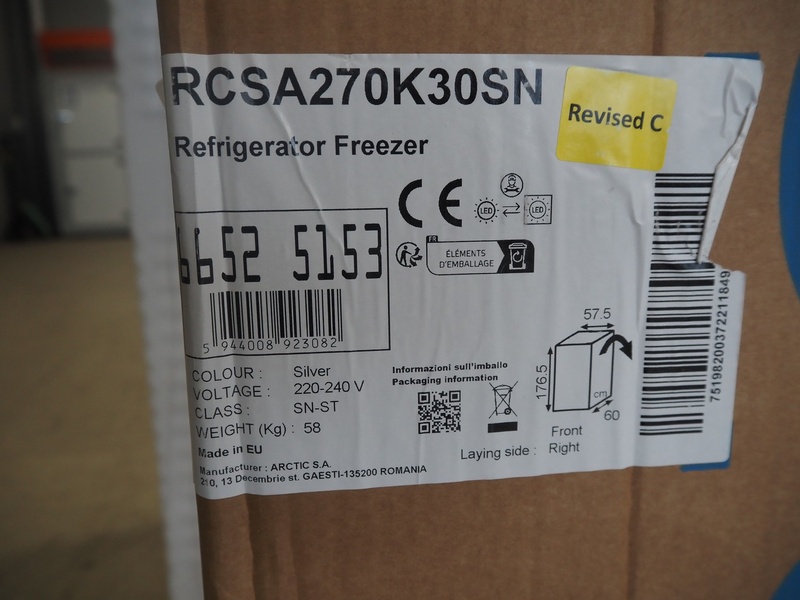 RCSA270K30SN
Revised C
Refrigerator Freezer
CE
LED
LED
FR
ÉLÉMENTS
D'EMBALLAGE
6652 5153
5 944008 923082
COLOUR : Silver
VOLTAGE : 220-240 V
CLASS : SN-ST
WEIGHT (Kg) : 58
Made in EU
Manufacturer : ARCTIC S.A.
210, 13 Decembrie st. GAESTI-135200 ROMANIA
Informazioni sull'imballo
Packaging information
57.5
176.5
cm
60
Front
Laying side : Right
75198200372211849